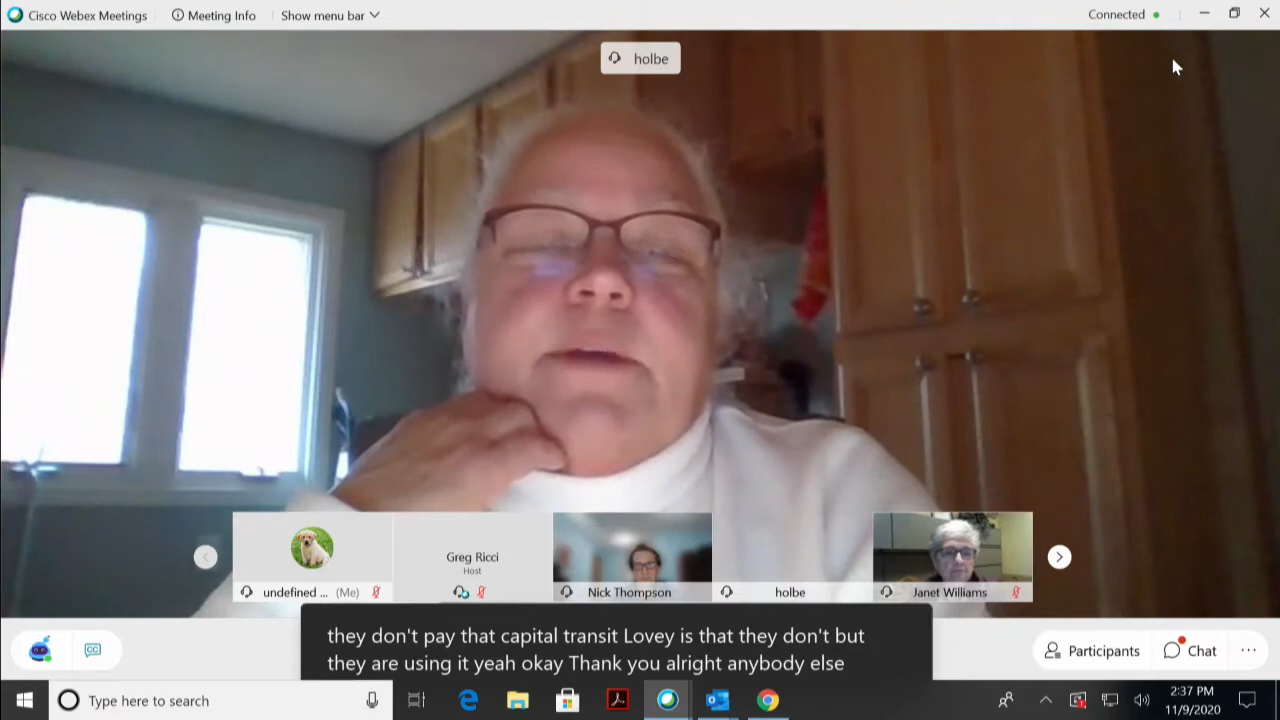 Cisco Webex Meetings
Meeting Info
Show menu bar
Connected
holbe
Greg Ricci
Host
undefined ... (Me)
Nick Thompson
holbe
Janet Williams
they don't pay that capital transit Lovey is that they don't but
they are using it yeah okay Thank you alright anybody else
Participants
Chat
Type here to search
2:37 PM
11/9/2020